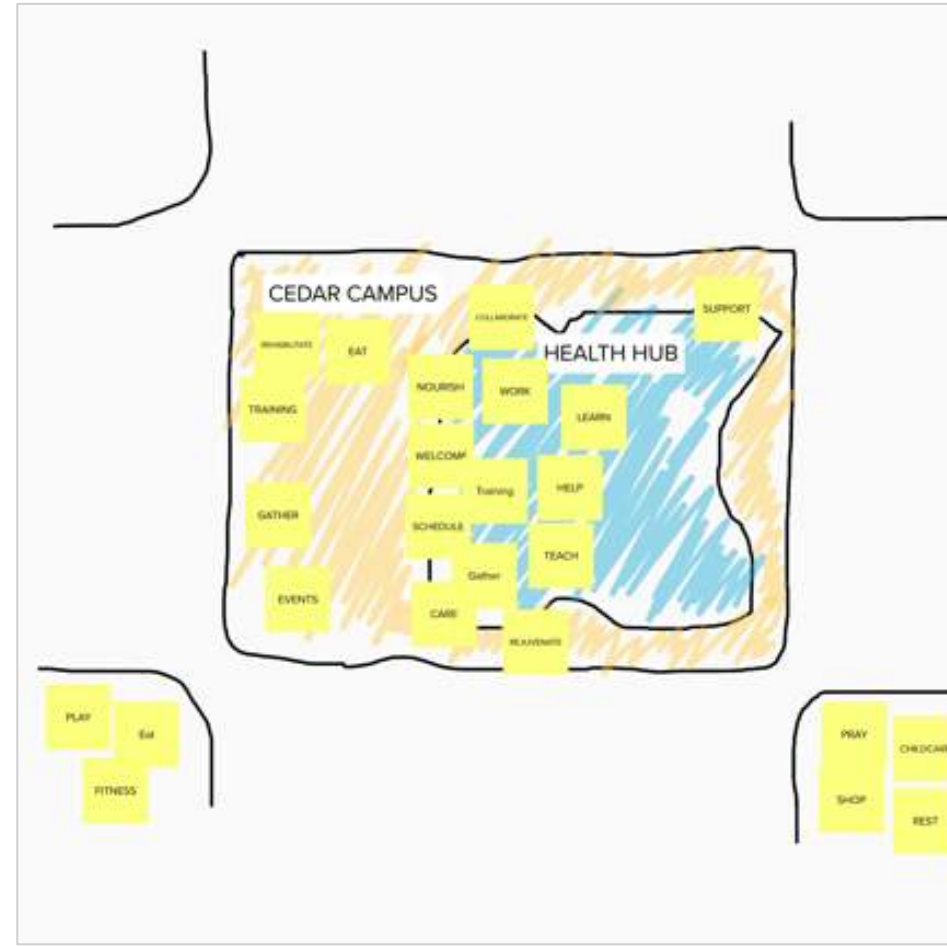 CEDAR CAMPUS
SUPPORT
COLLABORATE
REHABILITATE
EAT
HEALTH HUB
NOURISH
WORK
TRAINING
LEARN
WELCOME
Training
HELP
GATHER
SCHEDULE
TEACH
Gather
EVENTS
CARE
REJUVENATE
PLAY
Eat
FITNESS
PRAY
SHOP
REST